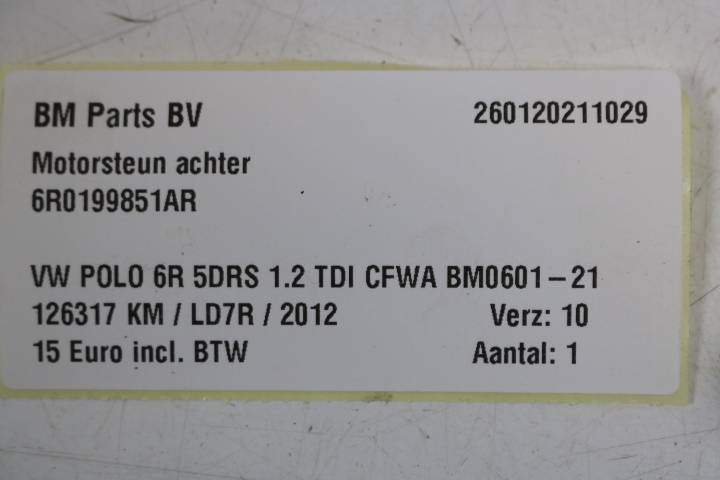 BM Parts BV 260120211029
Motorsteun achter
6R0199851AR
VW POLO 6R 5DRS 1.2 TDI CFWA BM0601-21
126317 KM / LD7R / 2012 Verz: 10
15 Euro incl. BTW Aantal: 1